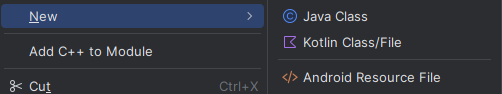 New
Add C++ to Module
Cut Ctrl+X
Java Class
Kotlin Class/File
Android Resource File